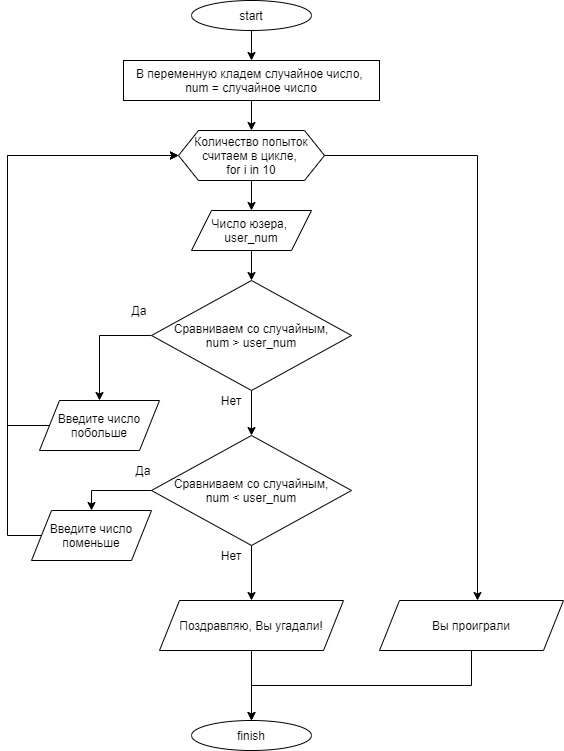 start
В переменную кладем случайное число,
num = случайное число
Количество попыток
считаем в цикле,
for i in 10
Число юзера,
user_num
Да
Сравниваем со случайным,
num > user_num
Нет
Введите число
побольше
Да
Сравниваем со случайным,
num < user_num
Введите число
поменьше
Нет
Поздравляю, Вы угадали!
Вы проиграли
finish